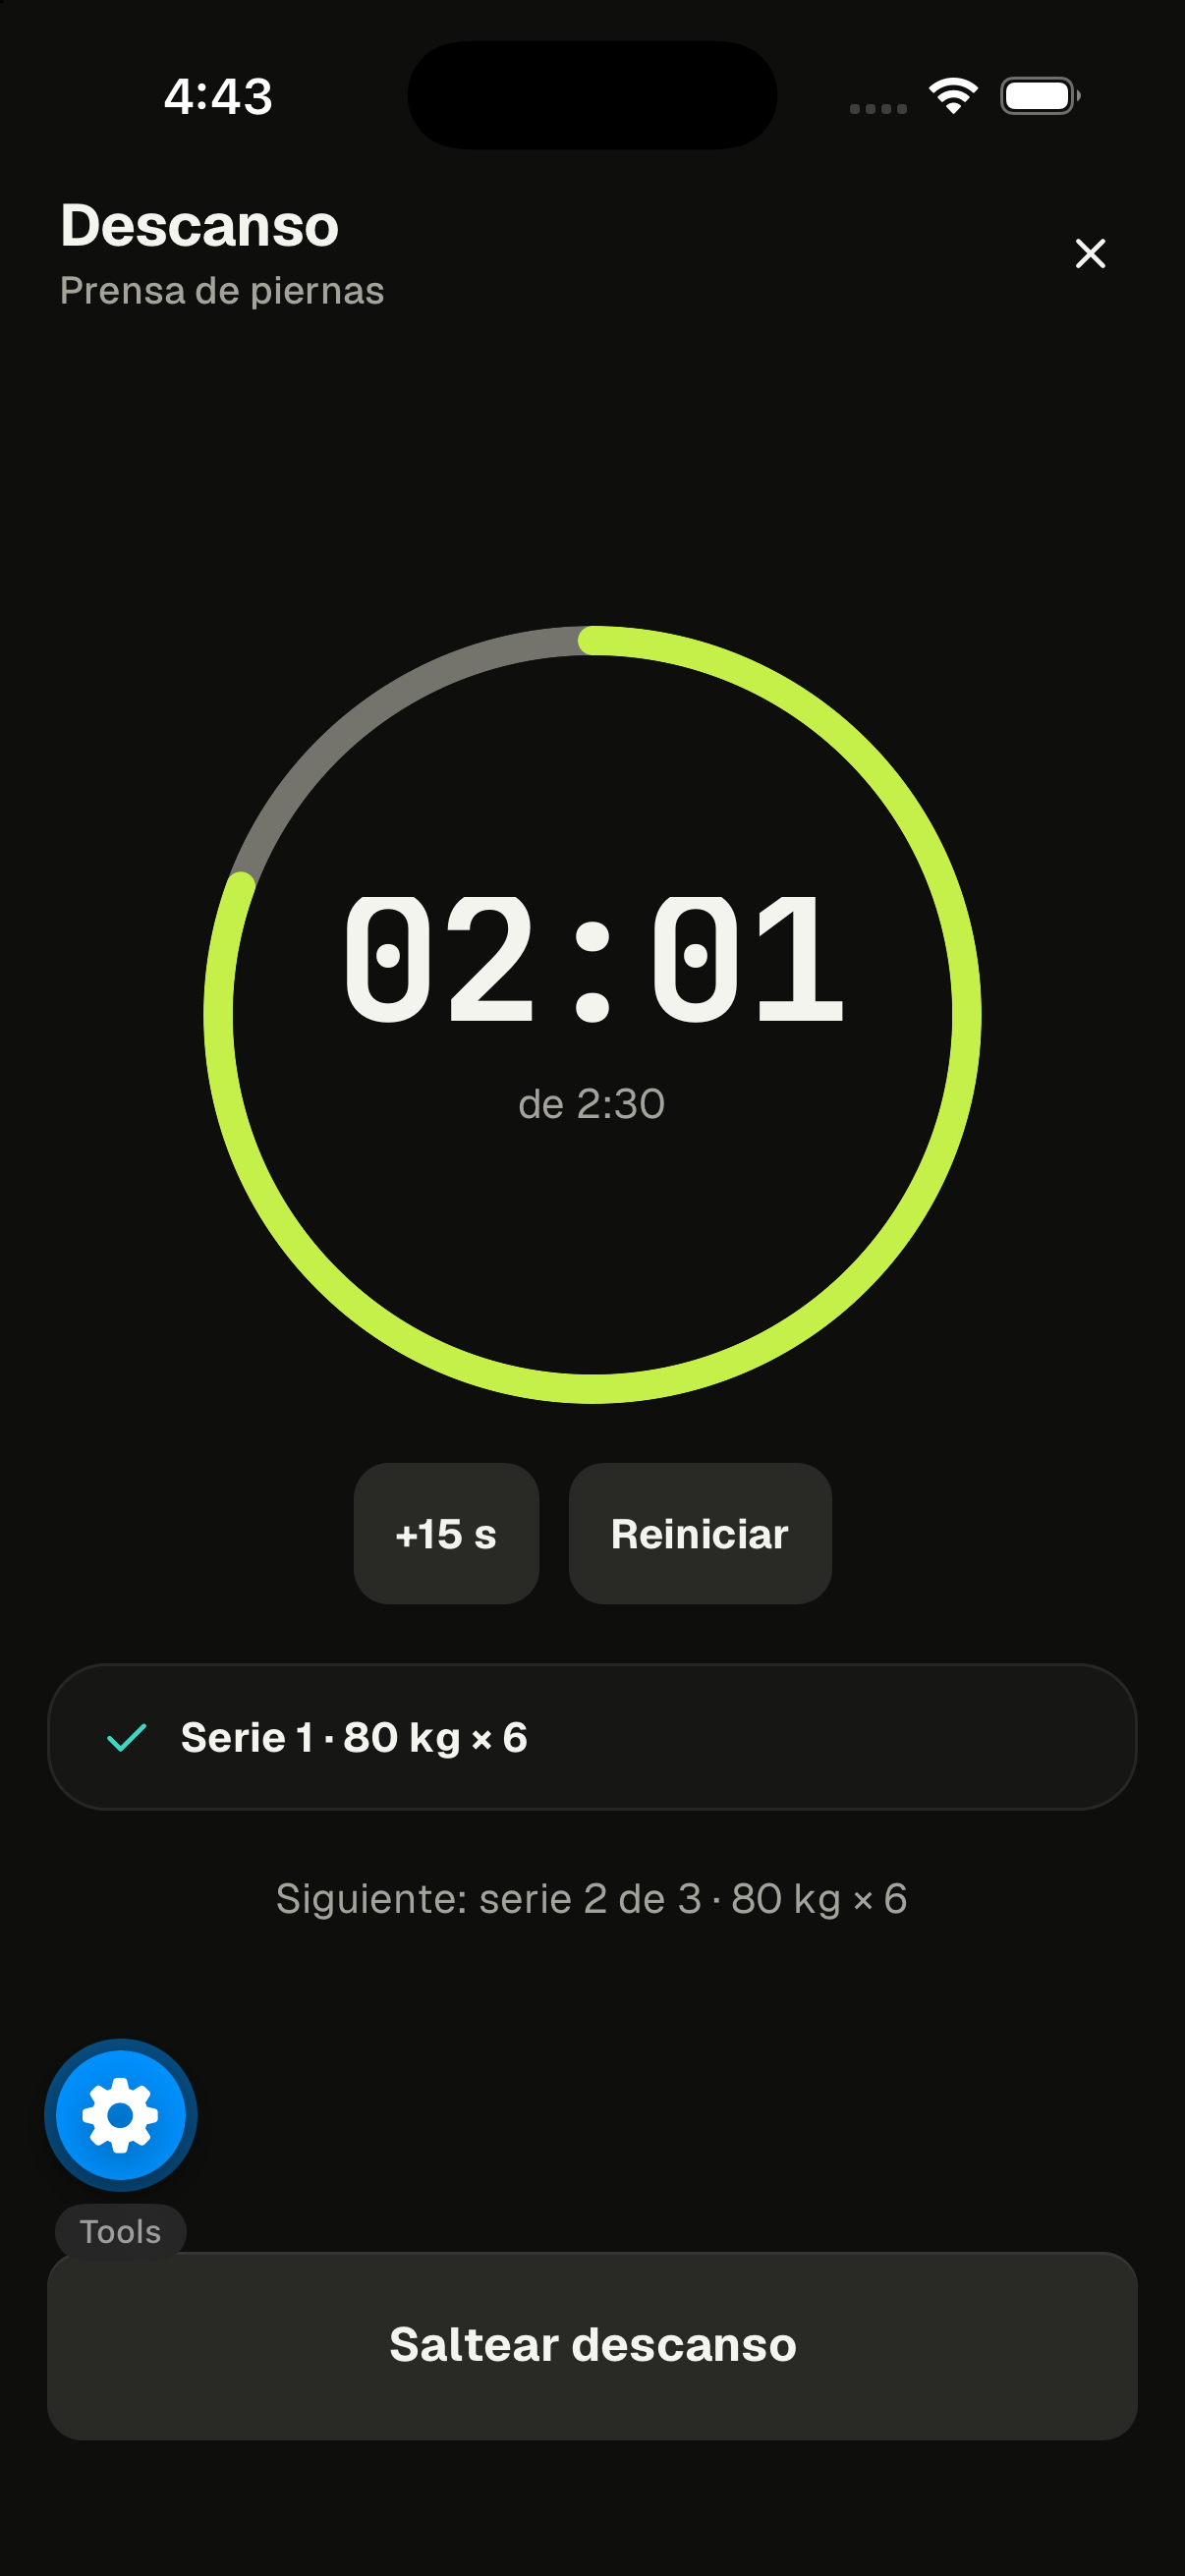 4:43
Descanso
Prensa de piernas
02:01
de 2:30
+15 s
Reiniciar
Serie 1 · 80 kg × 6
Siguiente: serie 2 de 3 · 80 kg × 6
Tools
Saltear descanso